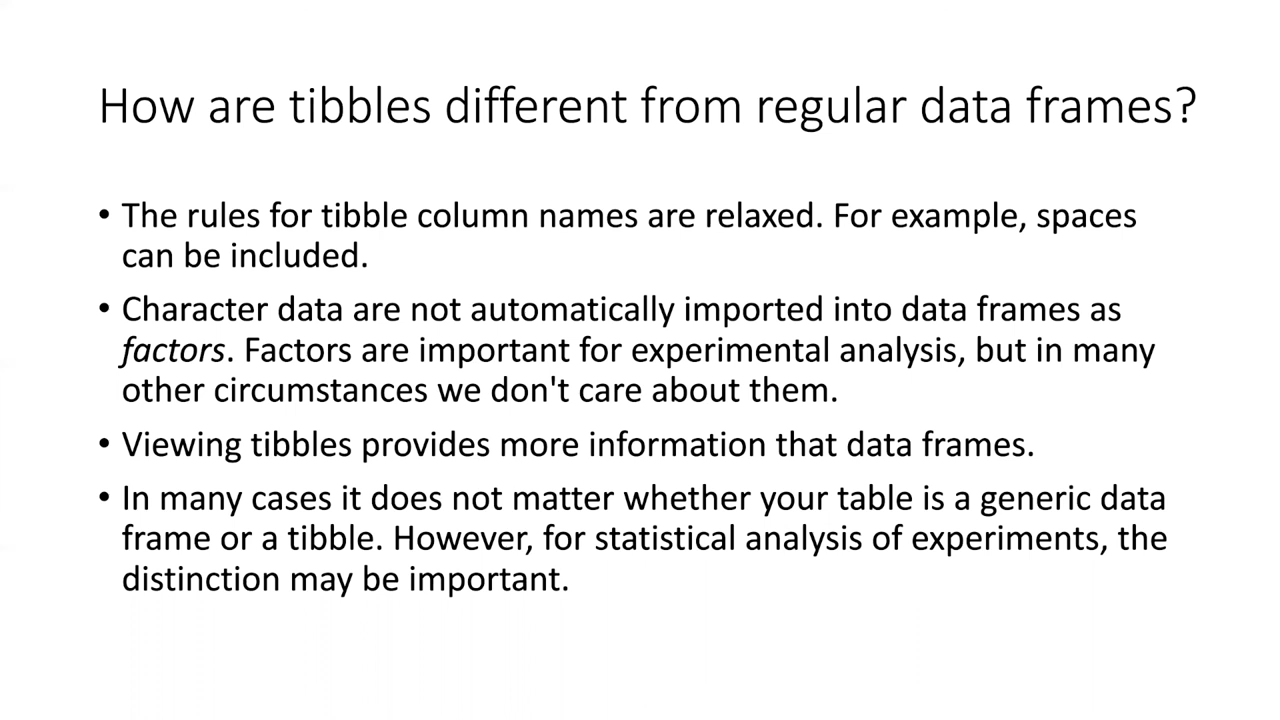 How are tibbles different from regular data frames?
• The rules for tibble column names are relaxed. For example, spaces
can be included.
• Character data are not automatically imported into data frames as
factors. Factors are important for experimental analysis, but in many
other circumstances we don't care about them.
• Viewing tibbles provides more information that data frames.
• In many cases it does not matter whether your table is a generic data
frame or a tibble. However, for statistical analysis of experiments, the
distinction may be important.